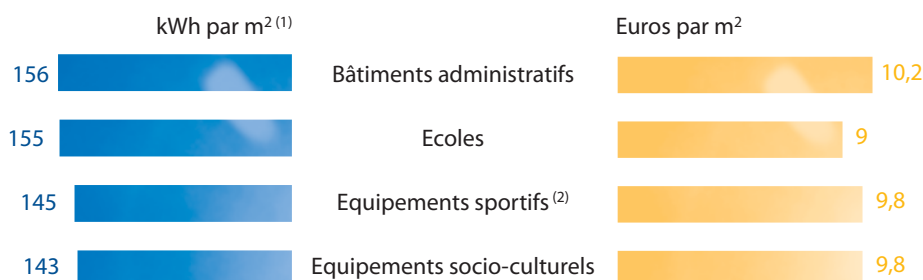 kWh par m² (1) Euros par m²
156 Bâtiments administratifs 10,2
155 Ecoles 9
145 Equipements sportifs (2) 9,8
143 Equipements socio-culturels 9,8